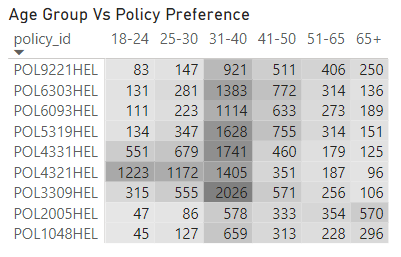 Age Group Vs Policy Preference
policy_id 18-24 25-30 31-40 41-50 51-65 65+
POL9221HEL 83 147 921 511 406 250
POL6303HEL 131 281 1383 772 314 136
POL6093HEL 111 223 1114 633 273 189
POL5319HEL 134 347 1628 755 314 151
POL4331HEL 551 679 1741 460 179 125
POL4321HEL 1223 1172 1405 351 187 96
POL3309HEL 315 555 2026 571 256 106
POL2005HEL 47 86 578 333 354 570
POL1048HEL 45 127 659 313 228 296